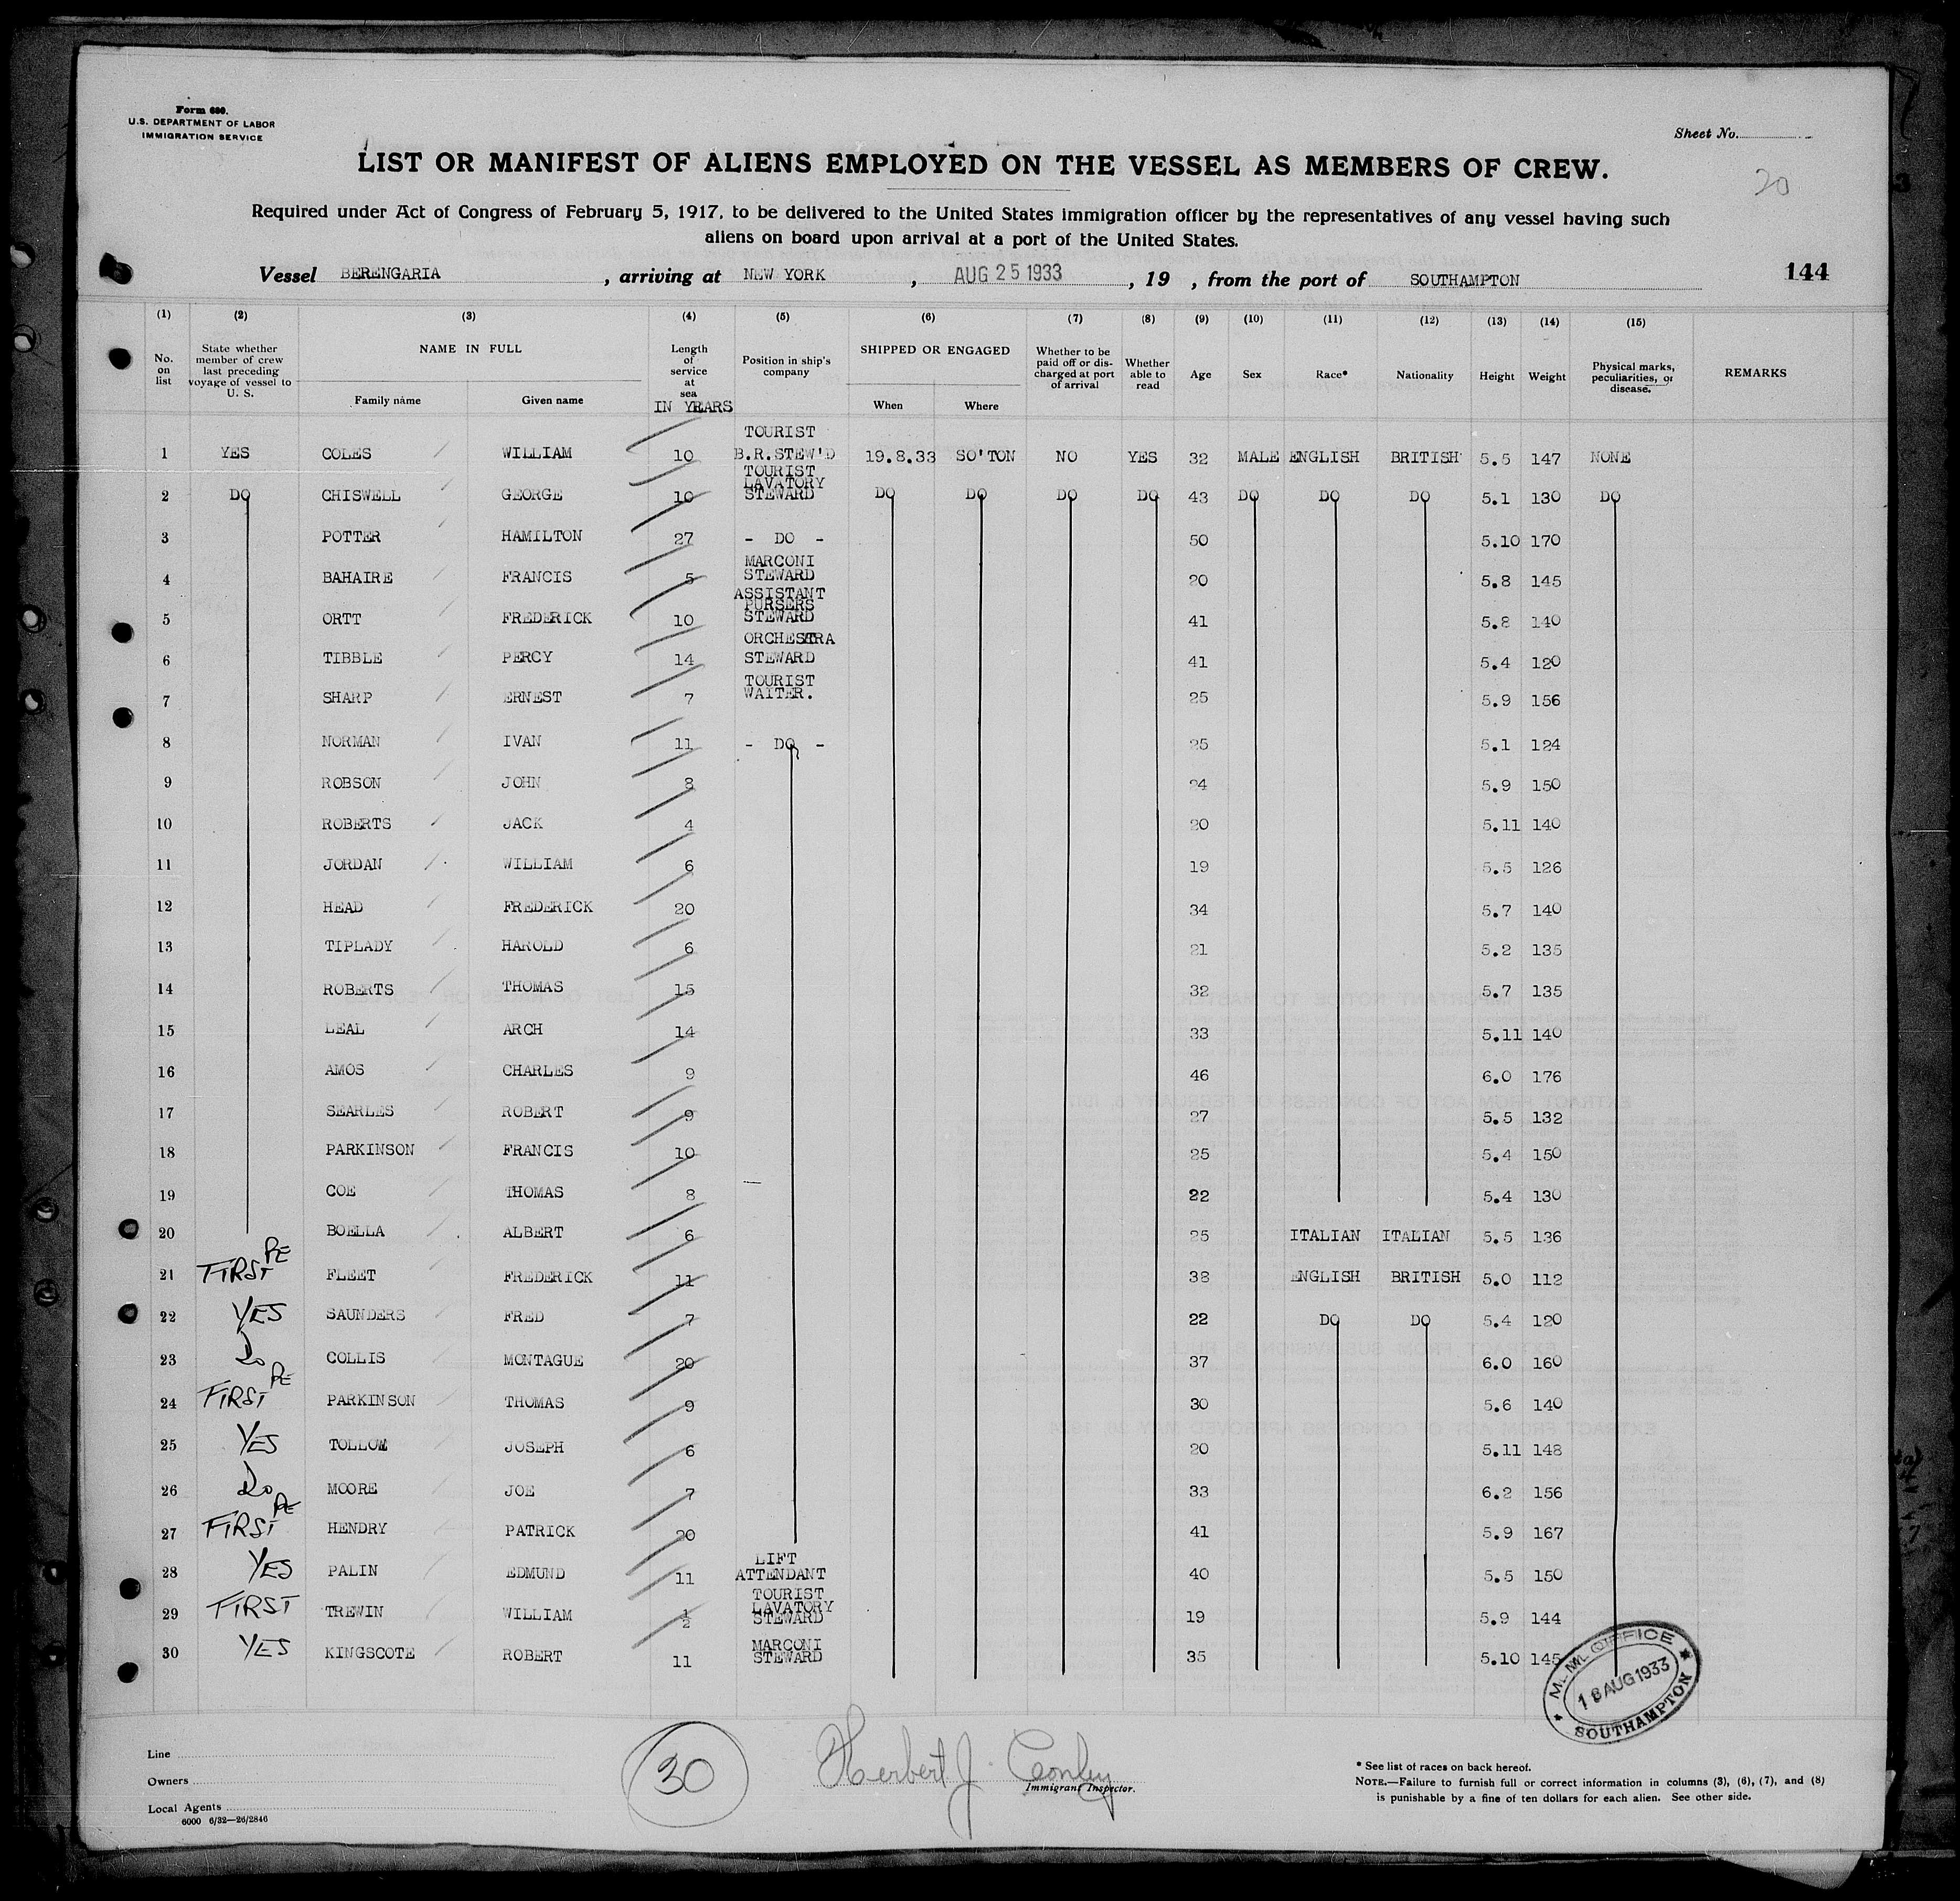 Form 680.
U.S. DEPARTMENT OF LABOR
IMMIGRATION SERVICE
Sheet No.
LIST OR MANIFEST OF ALIENS EMPLOYED ON THE VESSEL AS MEMBERS OF CREW.
20
Required under Act of Congress of February 5, 1917, to be delivered to the United States immigration officer by the representatives of any vessel having such
aliens on board upon arrival at a port of the United States.
Vessel BERENGARIA, arriving at NEW YORK, AUG 25 1933, 19 , from the port of SOUTHAMPTON 144
(1) (2) (3) (4) (5) (6) (7) (8) (9) (10) (11) (12) (13) (14) (15)
No. on list State whether member of crew last preceding voyage of vessel to U. S. NAME IN FULL Family name Given name Length of service at sea IN YEARS Position in ship's company SHIPPED OR ENGAGED When Where Whether to be paid off or discharged at port of arrival Whether able to read Age Sex Race* Nationality Height Weight Physical marks, peculiarities, or disease. REMARKS
1 YES COLES WILLIAM 10 TOURIST B.R.STEW'D 19.8.33 SO'TON NO YES 32 MALE ENGLISH BRITISH 5.5 147 NONE
2 DO CHISWELL GEORGE 10 TOURIST LAVATORY STEWARD DO DO DO DO 43 DO DO DO 5.1 130 DO
3 POTTER HAMILTON 27 - DO - 50 5.10 170
4 BAHAIRE FRANCIS 5 MARCONI STEWARD 20 5.8 145
5 ORTT FREDERICK 10 ASSISTANT PURSERS STEWARD 41 5.8 140
6 TIBBLE PERCY 14 ORCHESTRA STEWARD 41 5.4 120
7 SHARP ERNEST 7 TOURIST WAITER. 25 5.9 156
8 NORMAN IVAN 11 - DO - 25 5.1 124
9 ROBSON JOHN 8 24 5.9 150
10 ROBERTS JACK 4 20 5.11 140
11 JORDAN WILLIAM 6 19 5.5 126
12 HEAD FREDERICK 20 34 5.7 140
13 TIPLADY HAROLD 6 21 5.2 135
14 ROBERTS THOMAS 15 32 5.7 135
15 LEAL ARCH 14 33 5.11 140
16 AMOS CHARLES 9 46 6.0 176
17 SEARLES ROBERT 9 27 5.5 132
18 PARKINSON FRANCIS 10 25 5.4 150
19 COE THOMAS 8 22 5.4 130
20 BOELLA ALBERT 6 25 ITALIAN ITALIAN 5.5 136
21 FIRST RE FLEET FREDERICK 11 38 ENGLISH BRITISH 5.0 112
22 YES SAUNDERS FRED 7 22 DO DO 5.4 120
23 Do COLLIS MONTAGUE 20 37 6.0 160
24 FIRST RE PARKINSON THOMAS 9 30 5.6 140
25 YES TOLLOW JOSEPH 6 20 5.11 148
26 Do MOORE JOE 7 33 6.2 156
27 FIRST RE HENDRY PATRICK 20 41 5.9 167
28 YES PALIN EDMUND 11 LIFT ATTENDANT 40 5.5 150
29 FIRST TREWIN WILLIAM 1/2 TOURIST LAVATORY STEWARD 19 5.9 144
30 YES KINGSCOTE ROBERT 11 MARCONI STEWARD 35 5.10 145
OFFICE
18 AUG 1933
SOUTHAMPTON
Line
Owners
Local Agents
6000 6/32—26/2846
30
Herbert J. Conley
Immigrant Inspector.
* See list of races on back hereof.
NOTE.—Failure to furnish full or correct information in columns (3), (6), (7), and (8)
is punishable by a fine of ten dollars for each alien. See other side.